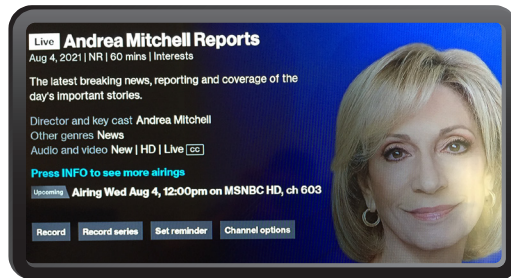 Live Andrea Mitchell Reports
Aug 4, 2021 | NR | 60 mins | Interests
The latest breaking news, reporting and coverage of the
day's important stories.
Director and key cast Andrea Mitchell
Other genres News
Audio and video New | HD | Live CC
Press INFO to see more airings
Upcoming Airing Wed Aug 4, 12:00pm on MSNBC HD, ch 603
Record Record series Set reminder Channel options